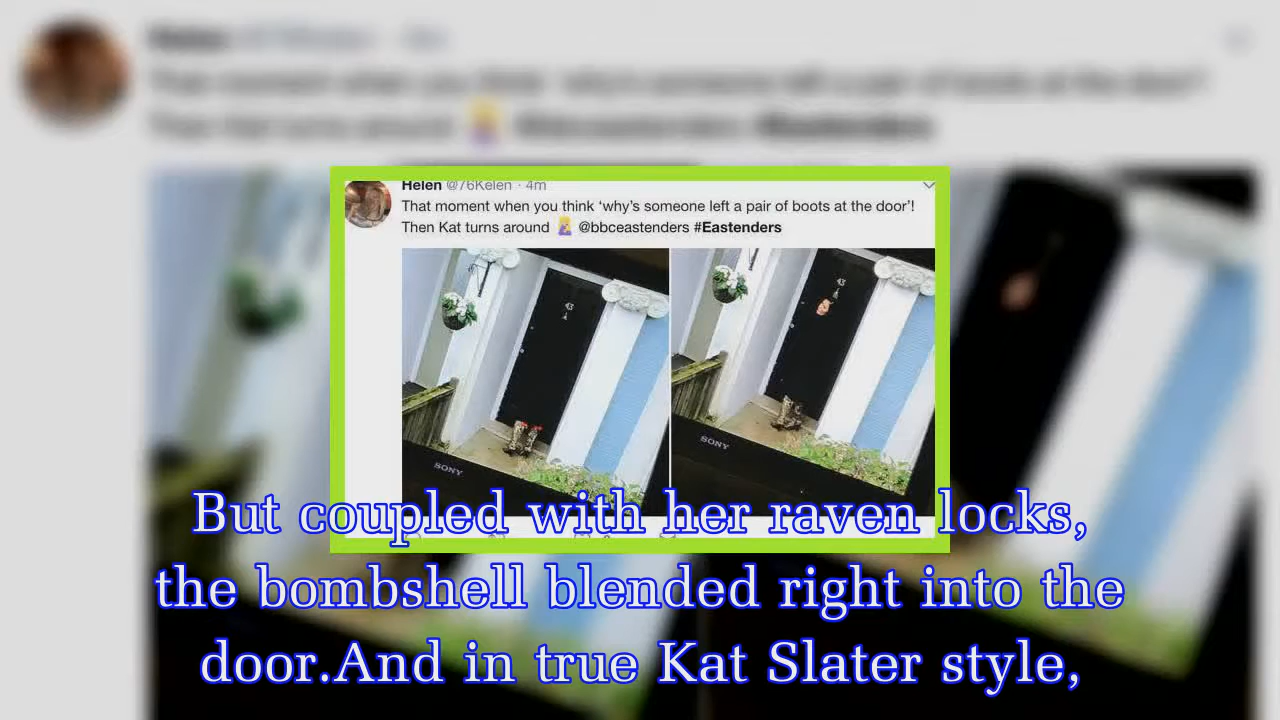 Helen @76Kelen · 4m
That moment when you think ‘why's someone left a pair of boots at the door’!
Then Kat turns around 🤷‍♀️ @bbceastenders #Eastenders
43
43
SONY
SONY
But coupled with her raven locks,
the bombshell blended right into the
door.And in true Kat Slater style,